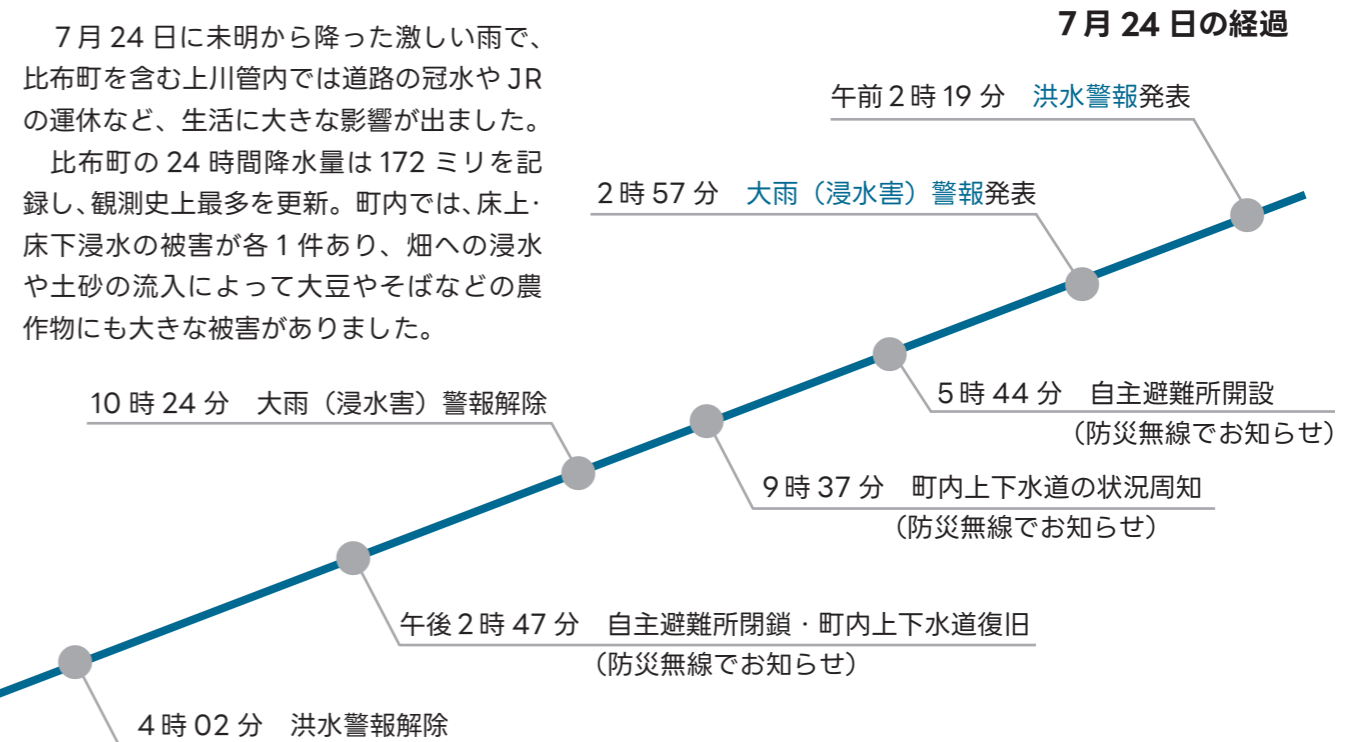 7月24日に未明から降った激しい雨で、
比布町を含む上川管内では道路の冠水やJR
の運休など、生活に大きな影響が出ました。
比布町の24時間降水量は172ミリを記
録し、観測史上最多を更新。町内では、床上・
床下浸水の被害が各1件あり、畑への浸水
や土砂の流入によって大豆やそばなどの農
作物にも大きな被害がありました。
7月24日の経過
午前2時19分　洪水警報発表
2時57分　大雨（浸水害）警報発表
5時44分　自主避難所開設
（防災無線でお知らせ）
9時37分　町内上下水道の状況周知
（防災無線でお知らせ）
10時24分　大雨（浸水害）警報解除
午後2時47分　自主避難所閉鎖・町内上下水道復旧
（防災無線でお知らせ）
4時02分　洪水警報解除